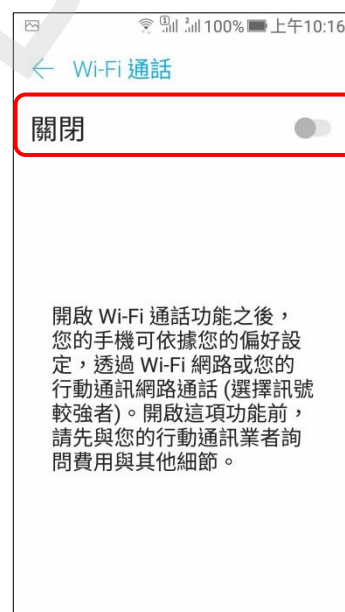 100% 上午10:16
Wi-Fi 通話
關閉
開啟 Wi-Fi 通話功能之後，
您的手機可依據您的偏好設
定，透過 Wi-Fi 網路或您的
行動通訊網路通話 (選擇訊號
較強者)。開啟這項功能前，
請先與您的行動通訊業者詢
問費用與其他細節。